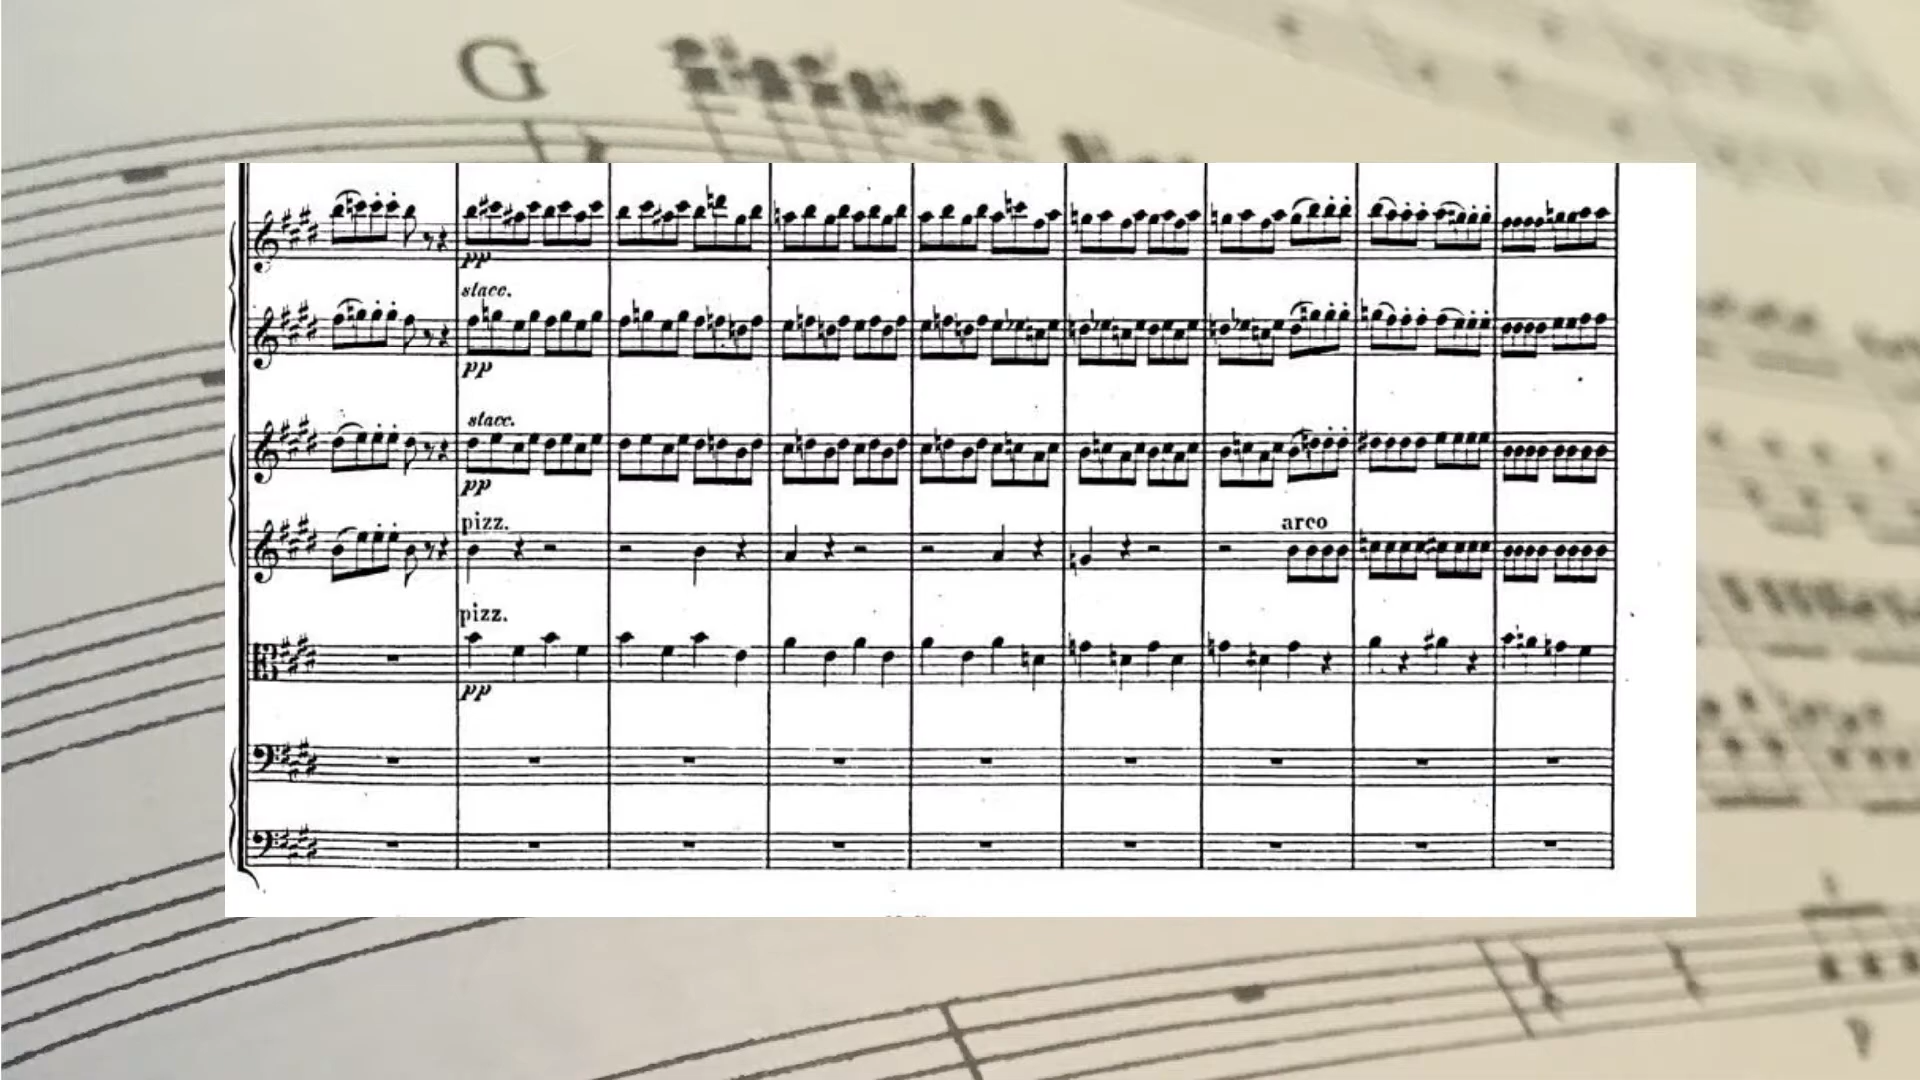 G
pp
stacc.
pp
stacc.
pp
pizz.
arco
pizz.
pp